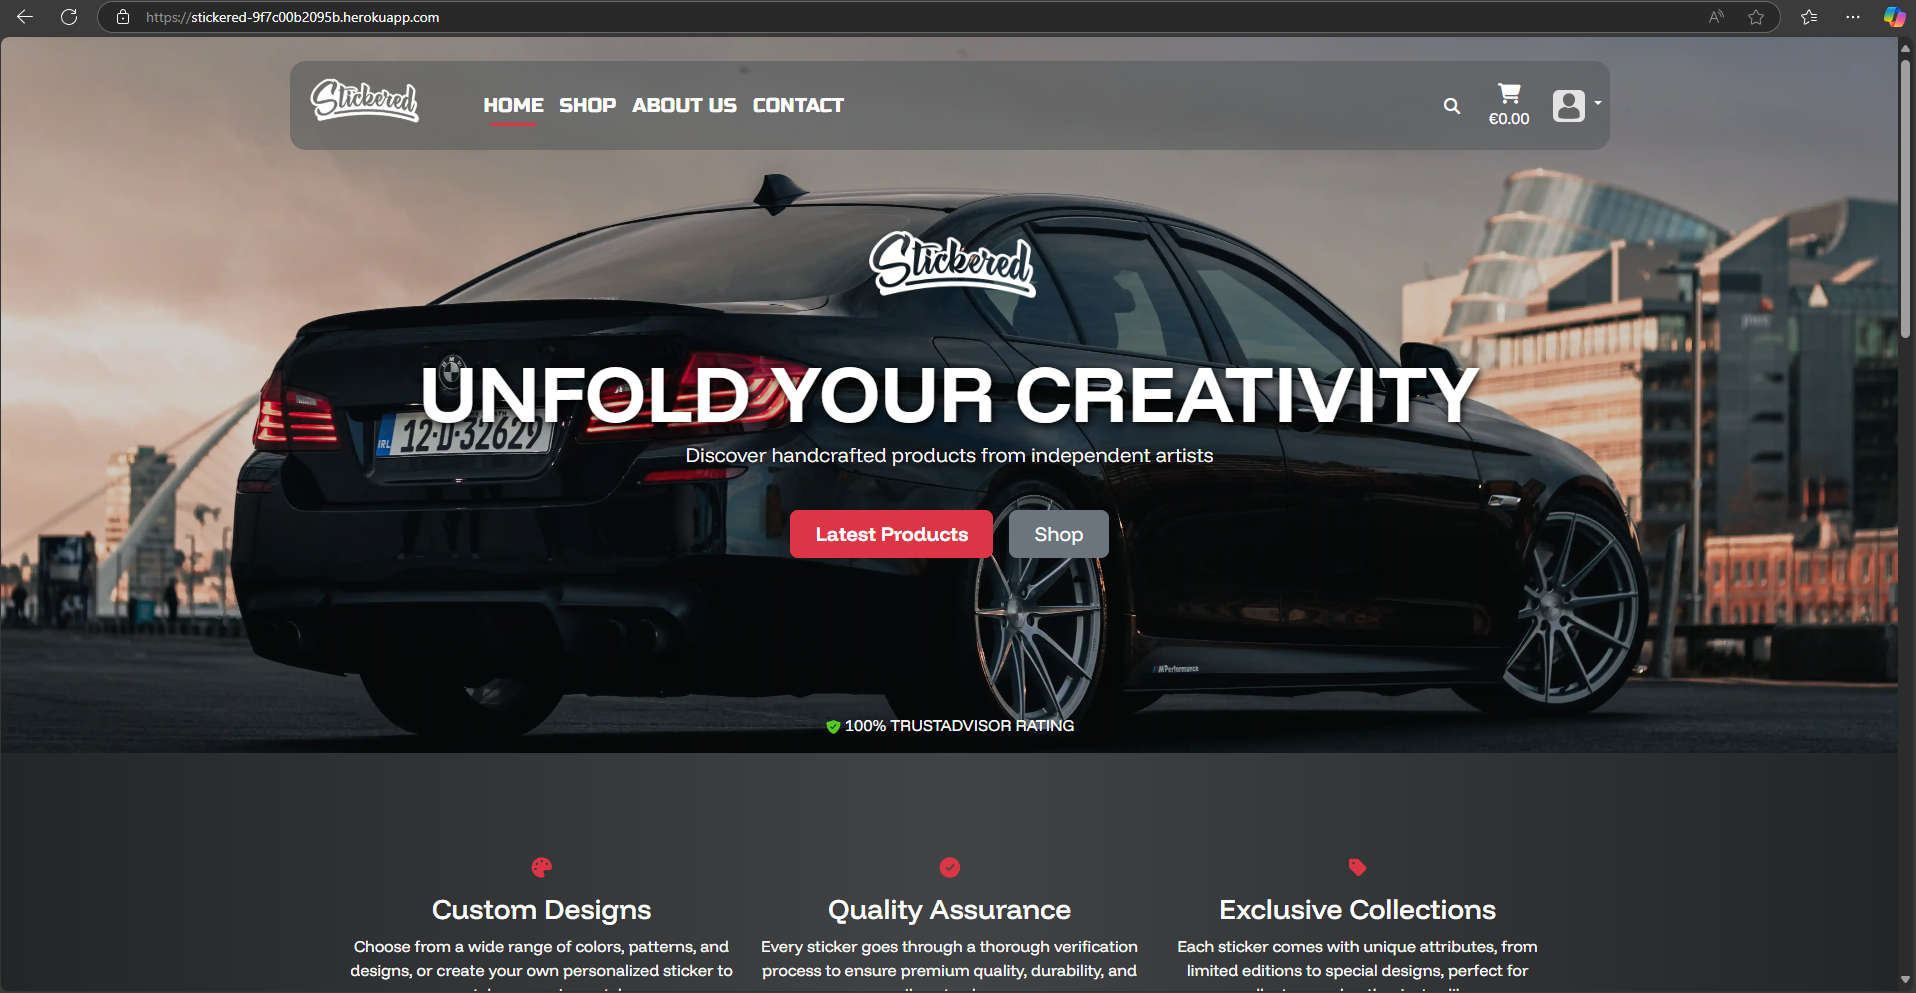 https://stickered-9f7c00b2095b.herokuapp.com
Stickered
HOME SHOP ABOUT US CONTACT
€0.00
Stickered
UNFOLD YOUR CREATIVITY
IRL 12-D-32629
Discover handcrafted products from independent artists
Latest Products Shop
M Performance
100% TRUSTADVISOR RATING
Custom Designs
Choose from a wide range of colors, patterns, and
designs, or create your own personalized sticker to
Quality Assurance
Every sticker goes through a thorough verification
process to ensure premium quality, durability, and
Exclusive Collections
Each sticker comes with unique attributes, from
limited editions to special designs, perfect for